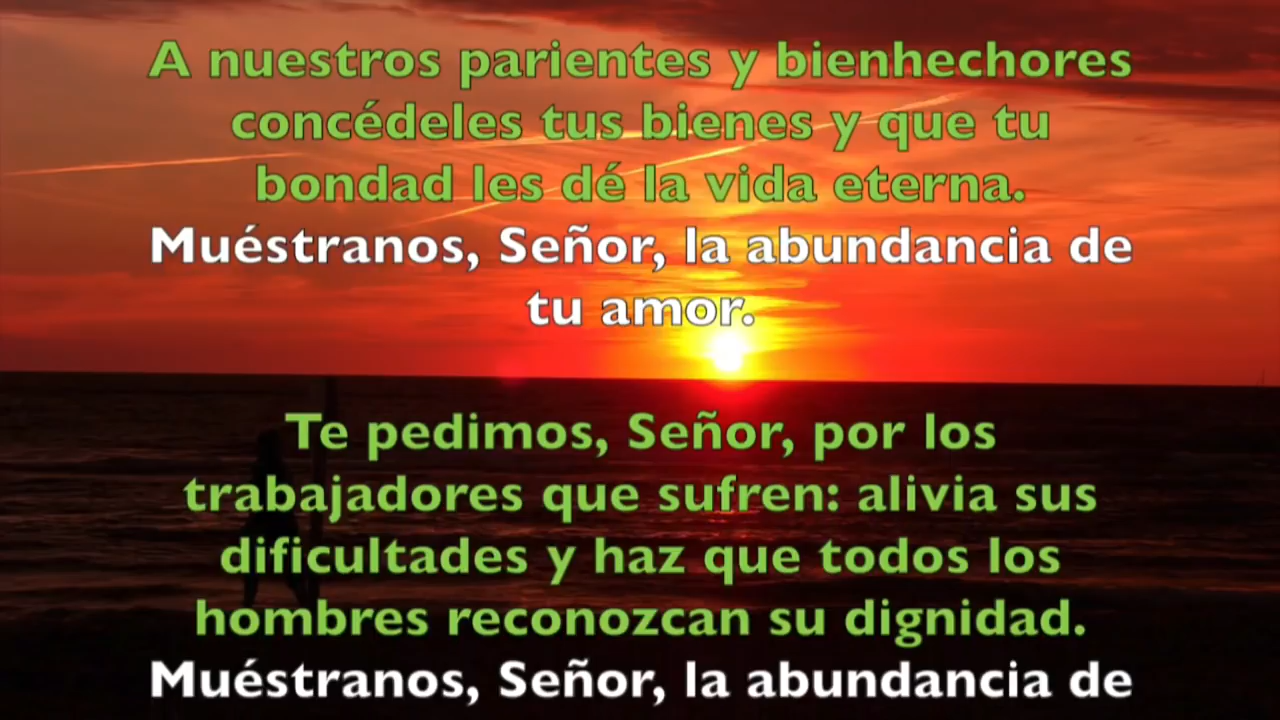 A nuestros parientes y bienhechores
concédeles tus bienes y que tu
bondad les dé la vida eterna.
Muéstranos, Señor, la abundancia de
tu amor.
Te pedimos, Señor, por los
trabajadores que sufren: alivia sus
dificultades y haz que todos los
hombres reconozcan su dignidad.
Muéstranos, Señor, la abundancia de